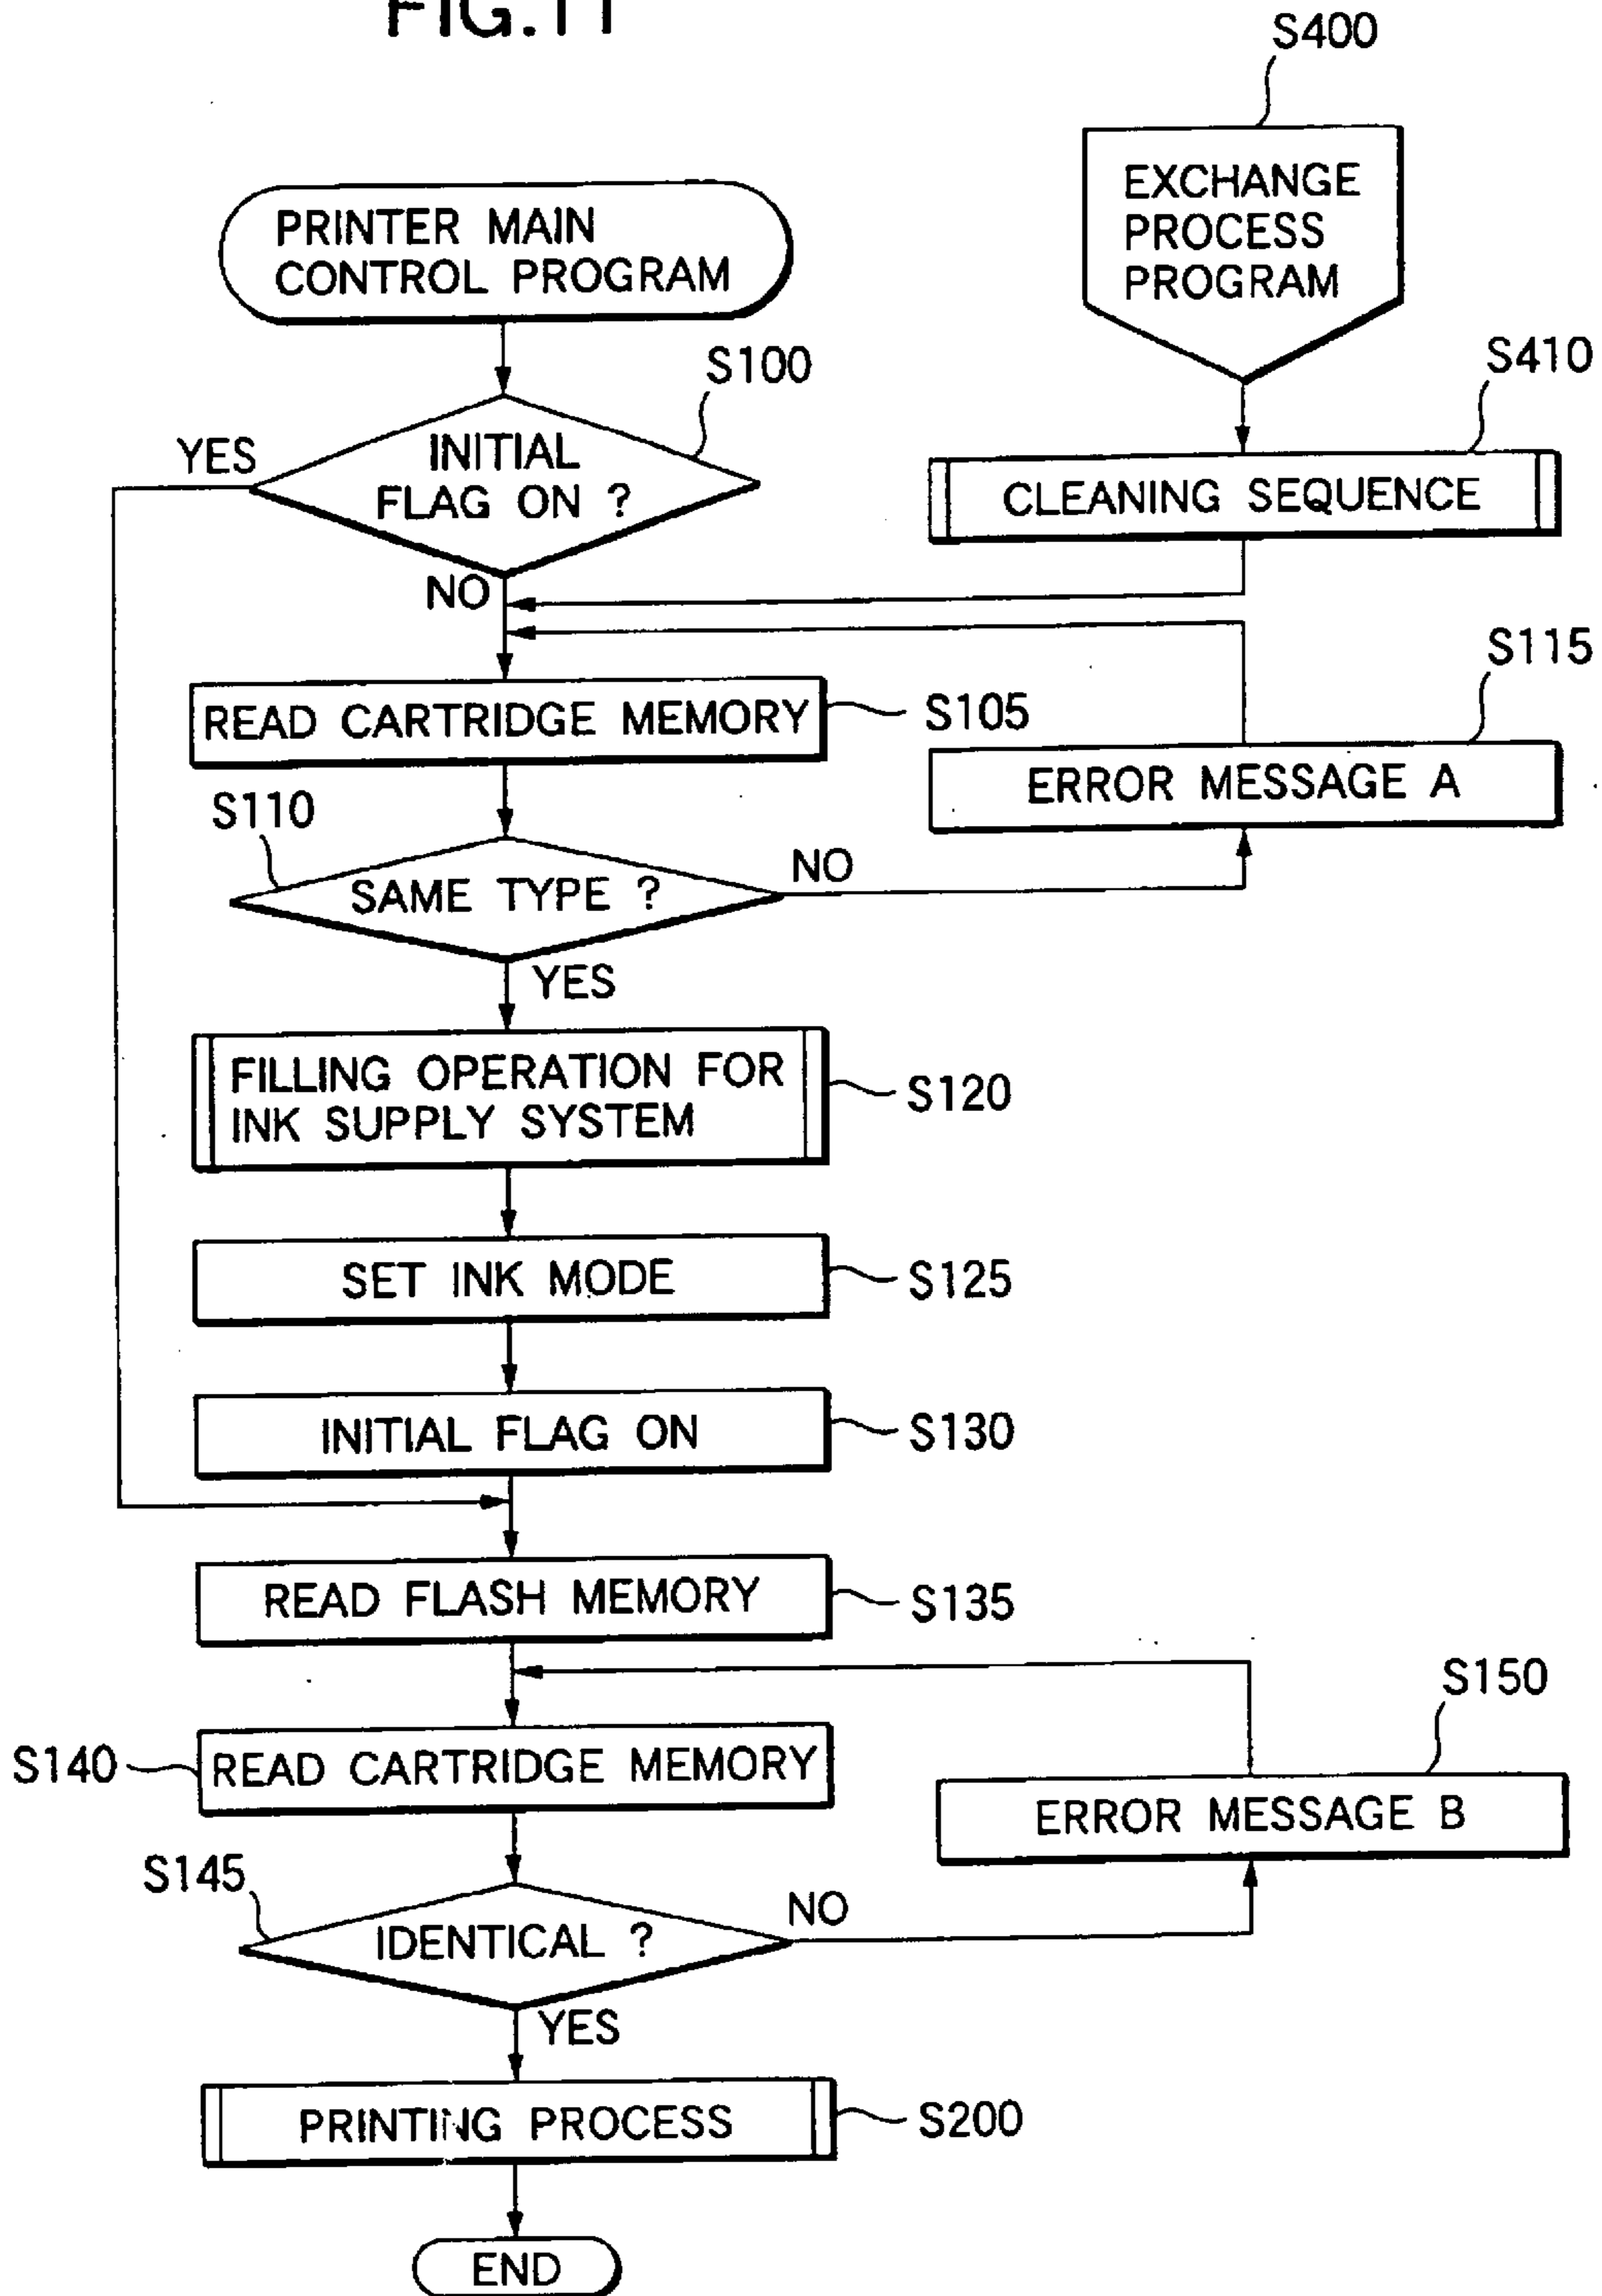 FIG.11
S400
EXCHANGE
PROCESS
PROGRAM
PRINTER MAIN
CONTROL PROGRAM
S100
S410
YES
INITIAL
FLAG ON ?
CLEANING SEQUENCE
NO
S115
READ CARTRIDGE MEMORY
S105
ERROR MESSAGE A
S110
SAME TYPE ?
NO
YES
FILLING OPERATION FOR
INK SUPPLY SYSTEM
S120
SET INK MODE
S125
INITIAL FLAG ON
S130
READ FLASH MEMORY
S135
S150
S140
READ CARTRIDGE MEMORY
ERROR MESSAGE B
S145
IDENTICAL ?
NO
YES
PRINTING PROCESS
S200
END